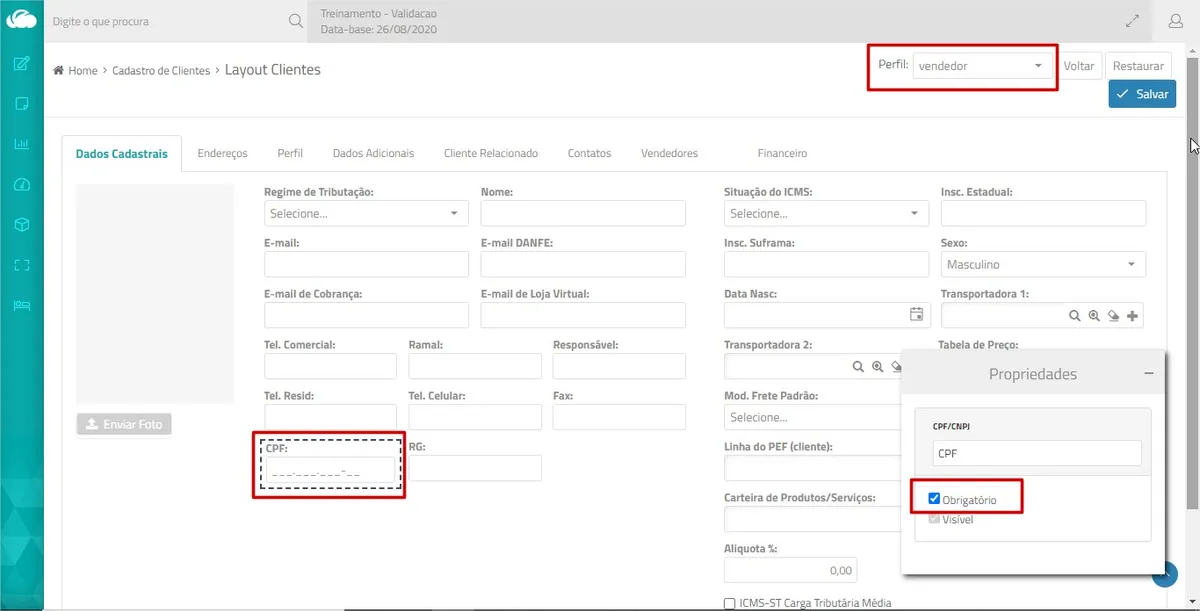 Digite o que procura
Treinamento - Validacao
Data-base: 26/08/2020
Home > Cadastro de Clientes > Layout Clientes
Perfil: vendedor
Voltar
Restaurar
Salvar
Dados Cadastrais
Endereços
Perfil
Dados Adicionais
Cliente Relacionado
Contatos
Vendedores
Financeiro
Regime de Tributação:
Selecione...
Nome:
Situação do ICMS:
Selecione...
Insc. Estadual:
E-mail:
E-mail DANFE:
Insc. Suframa:
Sexo:
Masculino
E-mail de Cobrança:
E-mail de Loja Virtual:
Data Nasc:
Transportadora 1:
Tel. Comercial:
Ramal:
Responsável:
Transportadora 2:
Tabela de Preço:
Tel. Resid:
Tel. Celular:
Fax:
Mod. Frete Padrão:
Selecione...
Enviar Foto
CPF:
___.___.___-__
RG:
Linha do PEF (cliente):
Carteira de Produtos/Serviços:
Aliquota %:
0,00
ICMS-ST Carga Tributária Média
Propriedades
CPF/CNPJ
CPF
Obrigatório
Visível